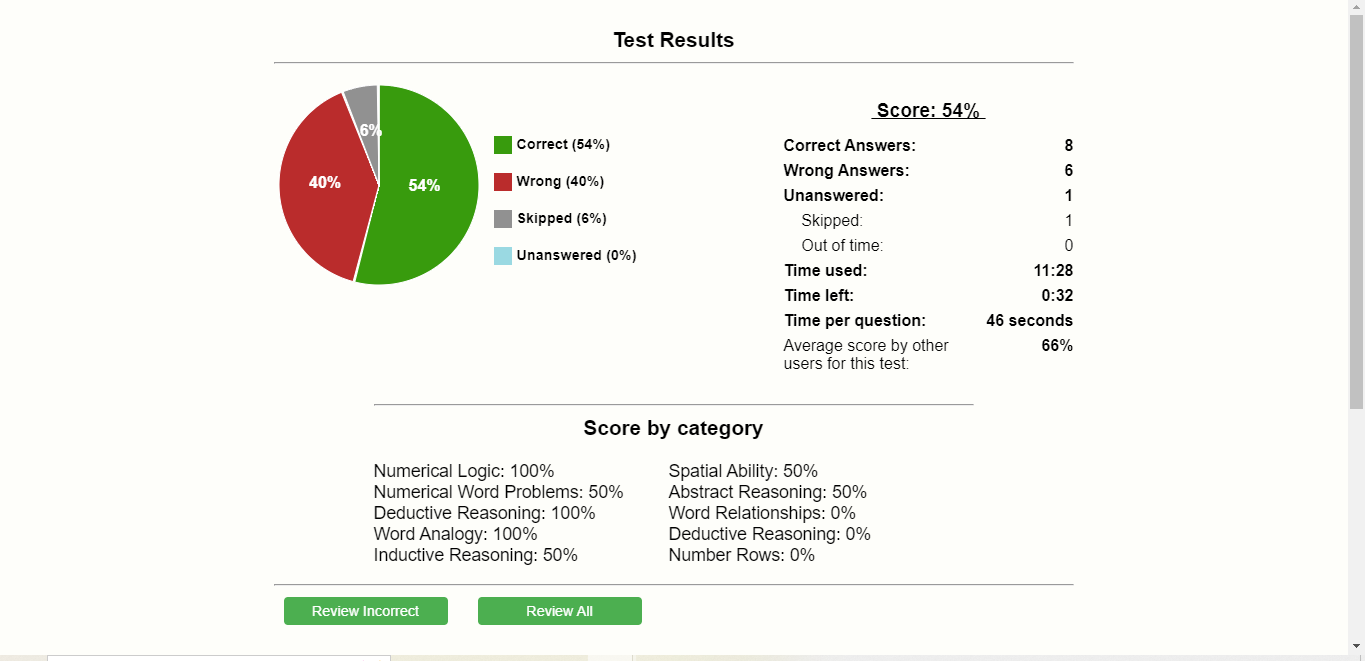 Test Results
6%
40%
54%
Correct (54%)
Wrong (40%)
Skipped (6%)
Unanswered (0%)
Score: 54%
Correct Answers: 8
Wrong Answers: 6
Unanswered: 1
Skipped: 1
Out of time: 0
Time used: 11:28
Time left: 0:32
Time per question: 46 seconds
Average score by other 66%
users for this test:
Score by category
Numerical Logic: 100%
Numerical Word Problems: 50%
Deductive Reasoning: 100%
Word Analogy: 100%
Inductive Reasoning: 50%
Spatial Ability: 50%
Abstract Reasoning: 50%
Word Relationships: 0%
Deductive Reasoning: 0%
Number Rows: 0%
Review Incorrect
Review All